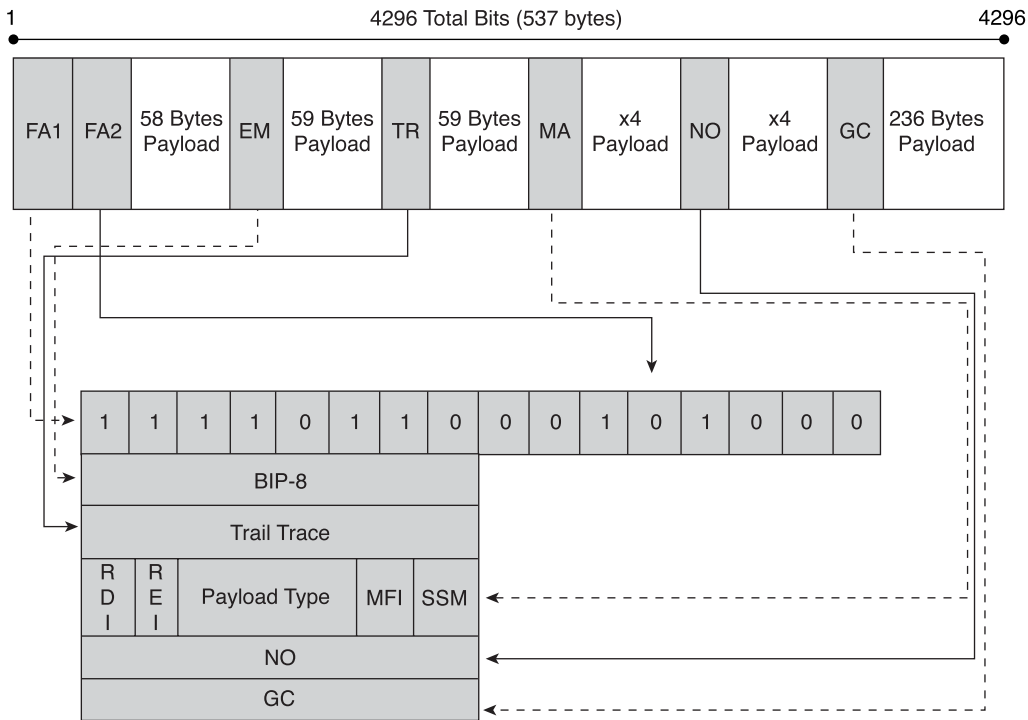 1
4296 Total Bits (537 bytes)
4296
FA1
FA2
58 Bytes
Payload
EM
59 Bytes
Payload
TR
59 Bytes
Payload
MA
x4
Payload
NO
x4
Payload
GC
236 Bytes
Payload
1 1 1 1 0 1 1 0 0 0 1 0 1 0 0 0
BIP-8
Trail Trace
R
D
I
R
E
I
Payload Type
MFI
SSM
NO
GC